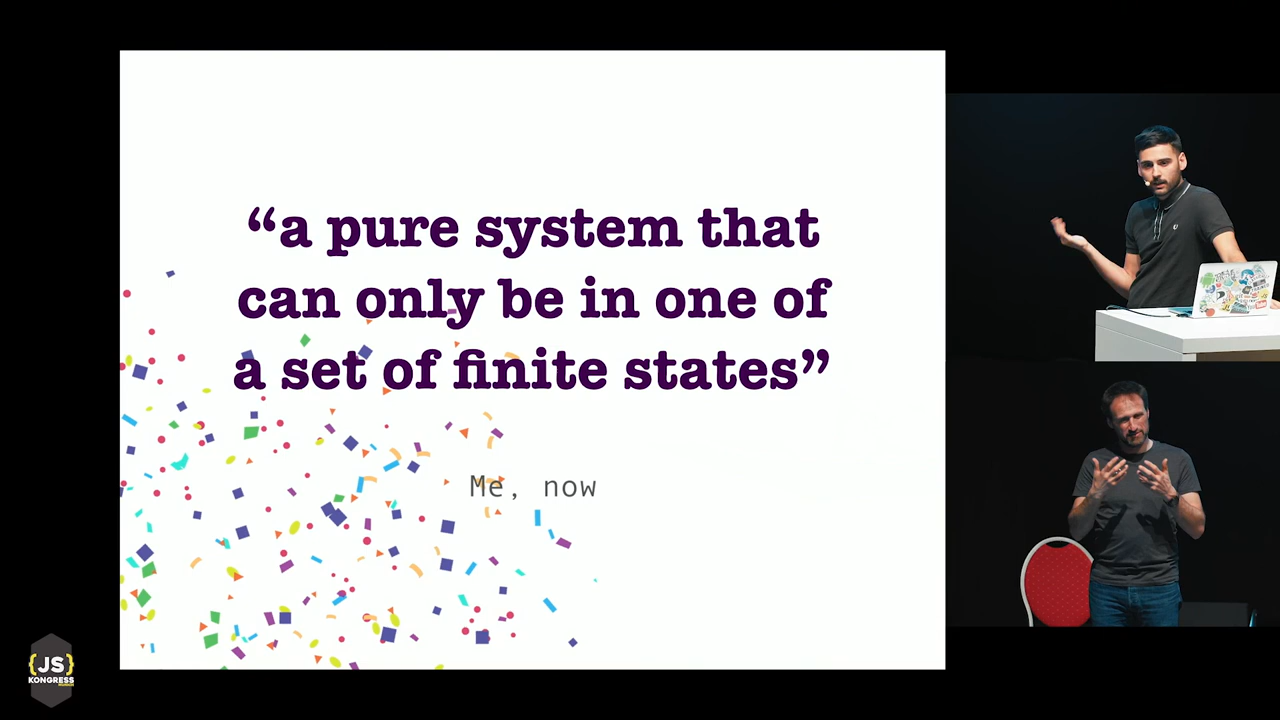 “a pure system that
can only be in one of
a set of finite states”
Me, now
{JS}
KONGRESS